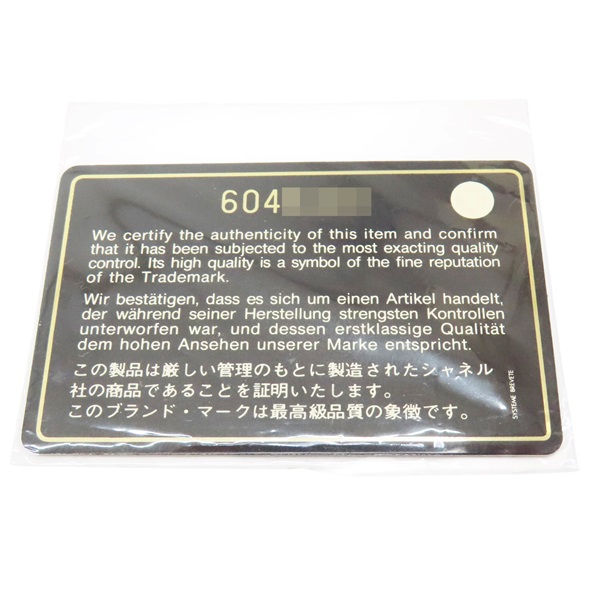 604
We certify the authenticity of this item and confirm
that it has been subjected to the most exacting quality
control. Its high quality is a symbol of the fine reputation
of the Trademark.
Wir bestätigen, dass es sich um einen Artikel handelt,
der während seiner Herstellung strengsten Kontrollen
unterworfen war, und dessen erstklassige Qualität
dem hohen Ansehen unserer Marke entspricht.
この製品は厳しい管理のもとに製造されたシャネル
社の商品であることを証明いたします。
このブランド・マークは最高級品質の象徴です。
SYSTEME BREVETE